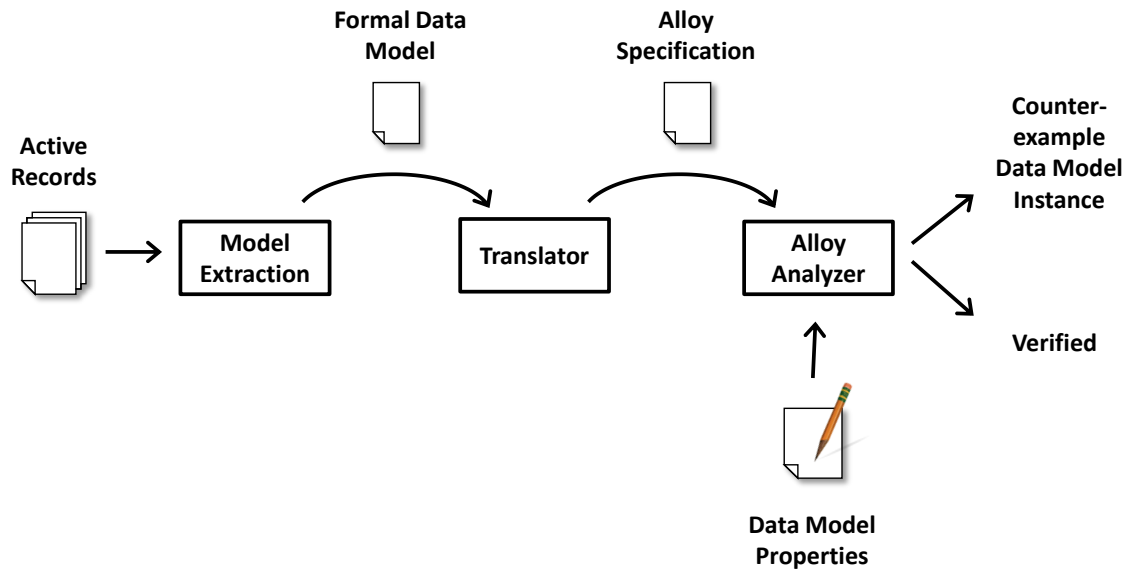 Formal Data
Model
Alloy
Specification
Counter-
example
Data Model
Instance
Active
Records
Model
Extraction
Translator
Alloy
Analyzer
Verified
Data Model
Properties